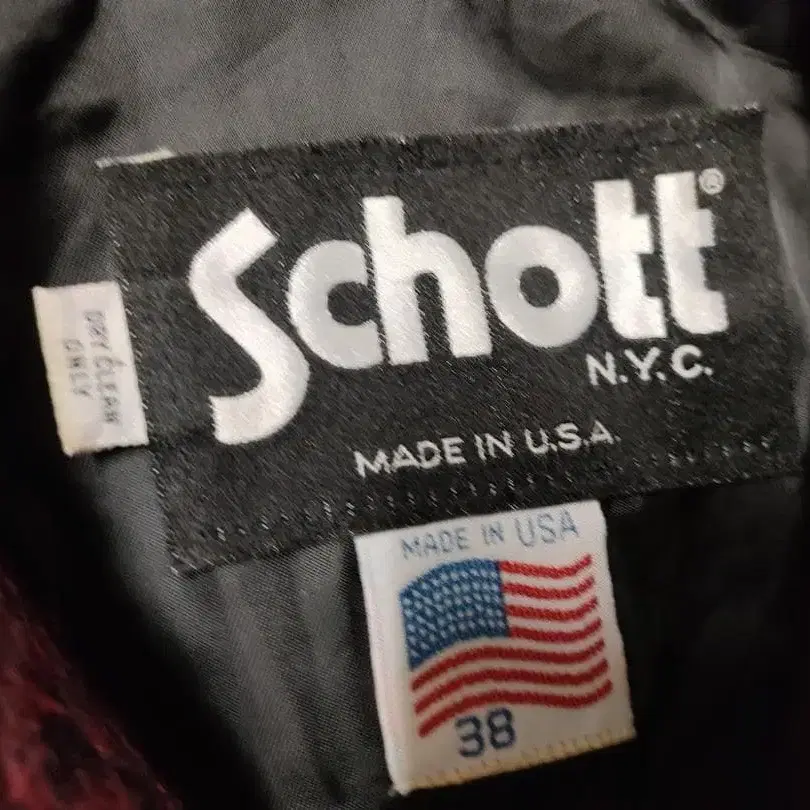 Schott®
N.Y.C.
MADE IN U.S.A.
DRY CLEAN
ONLY
MADE IN USA
38